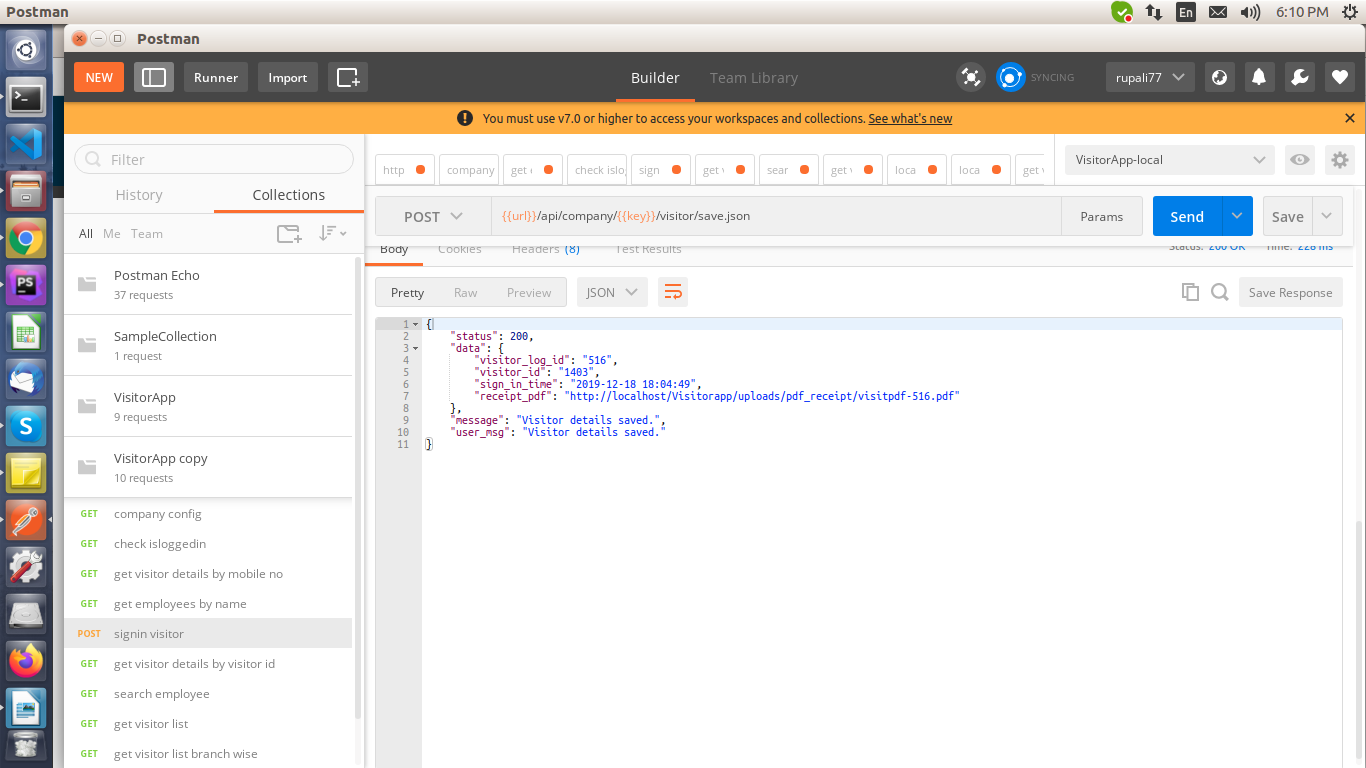 Postman
En
6:10 PM
Postman
NEW
Runner
Import
Builder
Team Library
SYNCING
rupali77
You must use v7.0 or higher to access your workspaces and collections. See what's new
Filter
History
Collections
All
Me
Team
Postman Echo
37 requests
SampleCollection
1 request
VisitorApp
9 requests
VisitorApp copy
10 requests
GET company config
GET check isloggedin
GET get visitor details by mobile no
GET get employees by name
POST signin visitor
GET get visitor details by visitor id
GET search employee
GET get visitor list
GET get visitor list branch wise
http
company
get
check islo
sign
get
sear
get
loca
loca
get
VisitorApp-local
POST
{{url}}/api/company/{{key}}/visitor/save.json
Params
Send
Save
Body
Cookies
Headers (8)
Test Results
Status: 200 OK
Time: 228 ms
Pretty
Raw
Preview
JSON
Save Response
1 {
2 "status": 200,
3 "data": {
4 "visitor_log_id": "516",
5 "visitor_id": "1403",
6 "sign_in_time": "2019-12-18 18:04:49",
7 "receipt_pdf": "http://localhost/Visitorapp/uploads/pdf_receipt/visitpdf-516.pdf"
8 },
9 "message": "Visitor details saved.",
10 "user_msg": "Visitor details saved."
11 }
PS